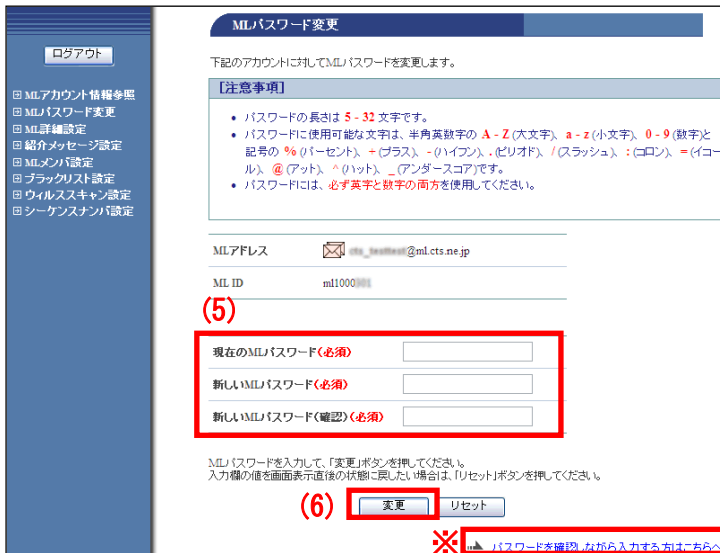 MLパスワード変更
ログアウト
下記のアカウントに対してMLパスワードを変更します。
MLアカウント情報参照
MLパスワード変更
ML詳細設定
紹介メッセージ設定
MLメンバ設定
ブラックリスト設定
ウィルススキャン設定
シーケンスナンバ設定
[注意事項]
• パスワードの長さは 5 - 32 文字です。
• パスワードに使用可能な文字は、半角英数字の A - Z (大文字)、a - z (小文字)、0 - 9 (数字)と
記号の % (パーセント)、+ (プラス)、- (ハイフン)、. (ピリオド)、/ (スラッシュ)、: (コロン)、= (イコー
ル)、@ (アット)、^ (ハット)、_ (アンダースコア)です。
• パスワードには、必ず英字と数字の両方を使用してください。
MLアドレス @ml.cts.ne.jp
ML ID ml1000
(5)
現在のMLパスワード(必須)
新しいMLパスワード(必須)
新しいMLパスワード(確認)(必須)
MLパスワードを入力して、「変更」ボタンを押してください。
入力欄の値を画面表示直後の状態に戻したい場合は、「リセット」ボタンを押してください。
(6) 変更 リセット
※ パスワードを確認しながら入力する方はこちらへ